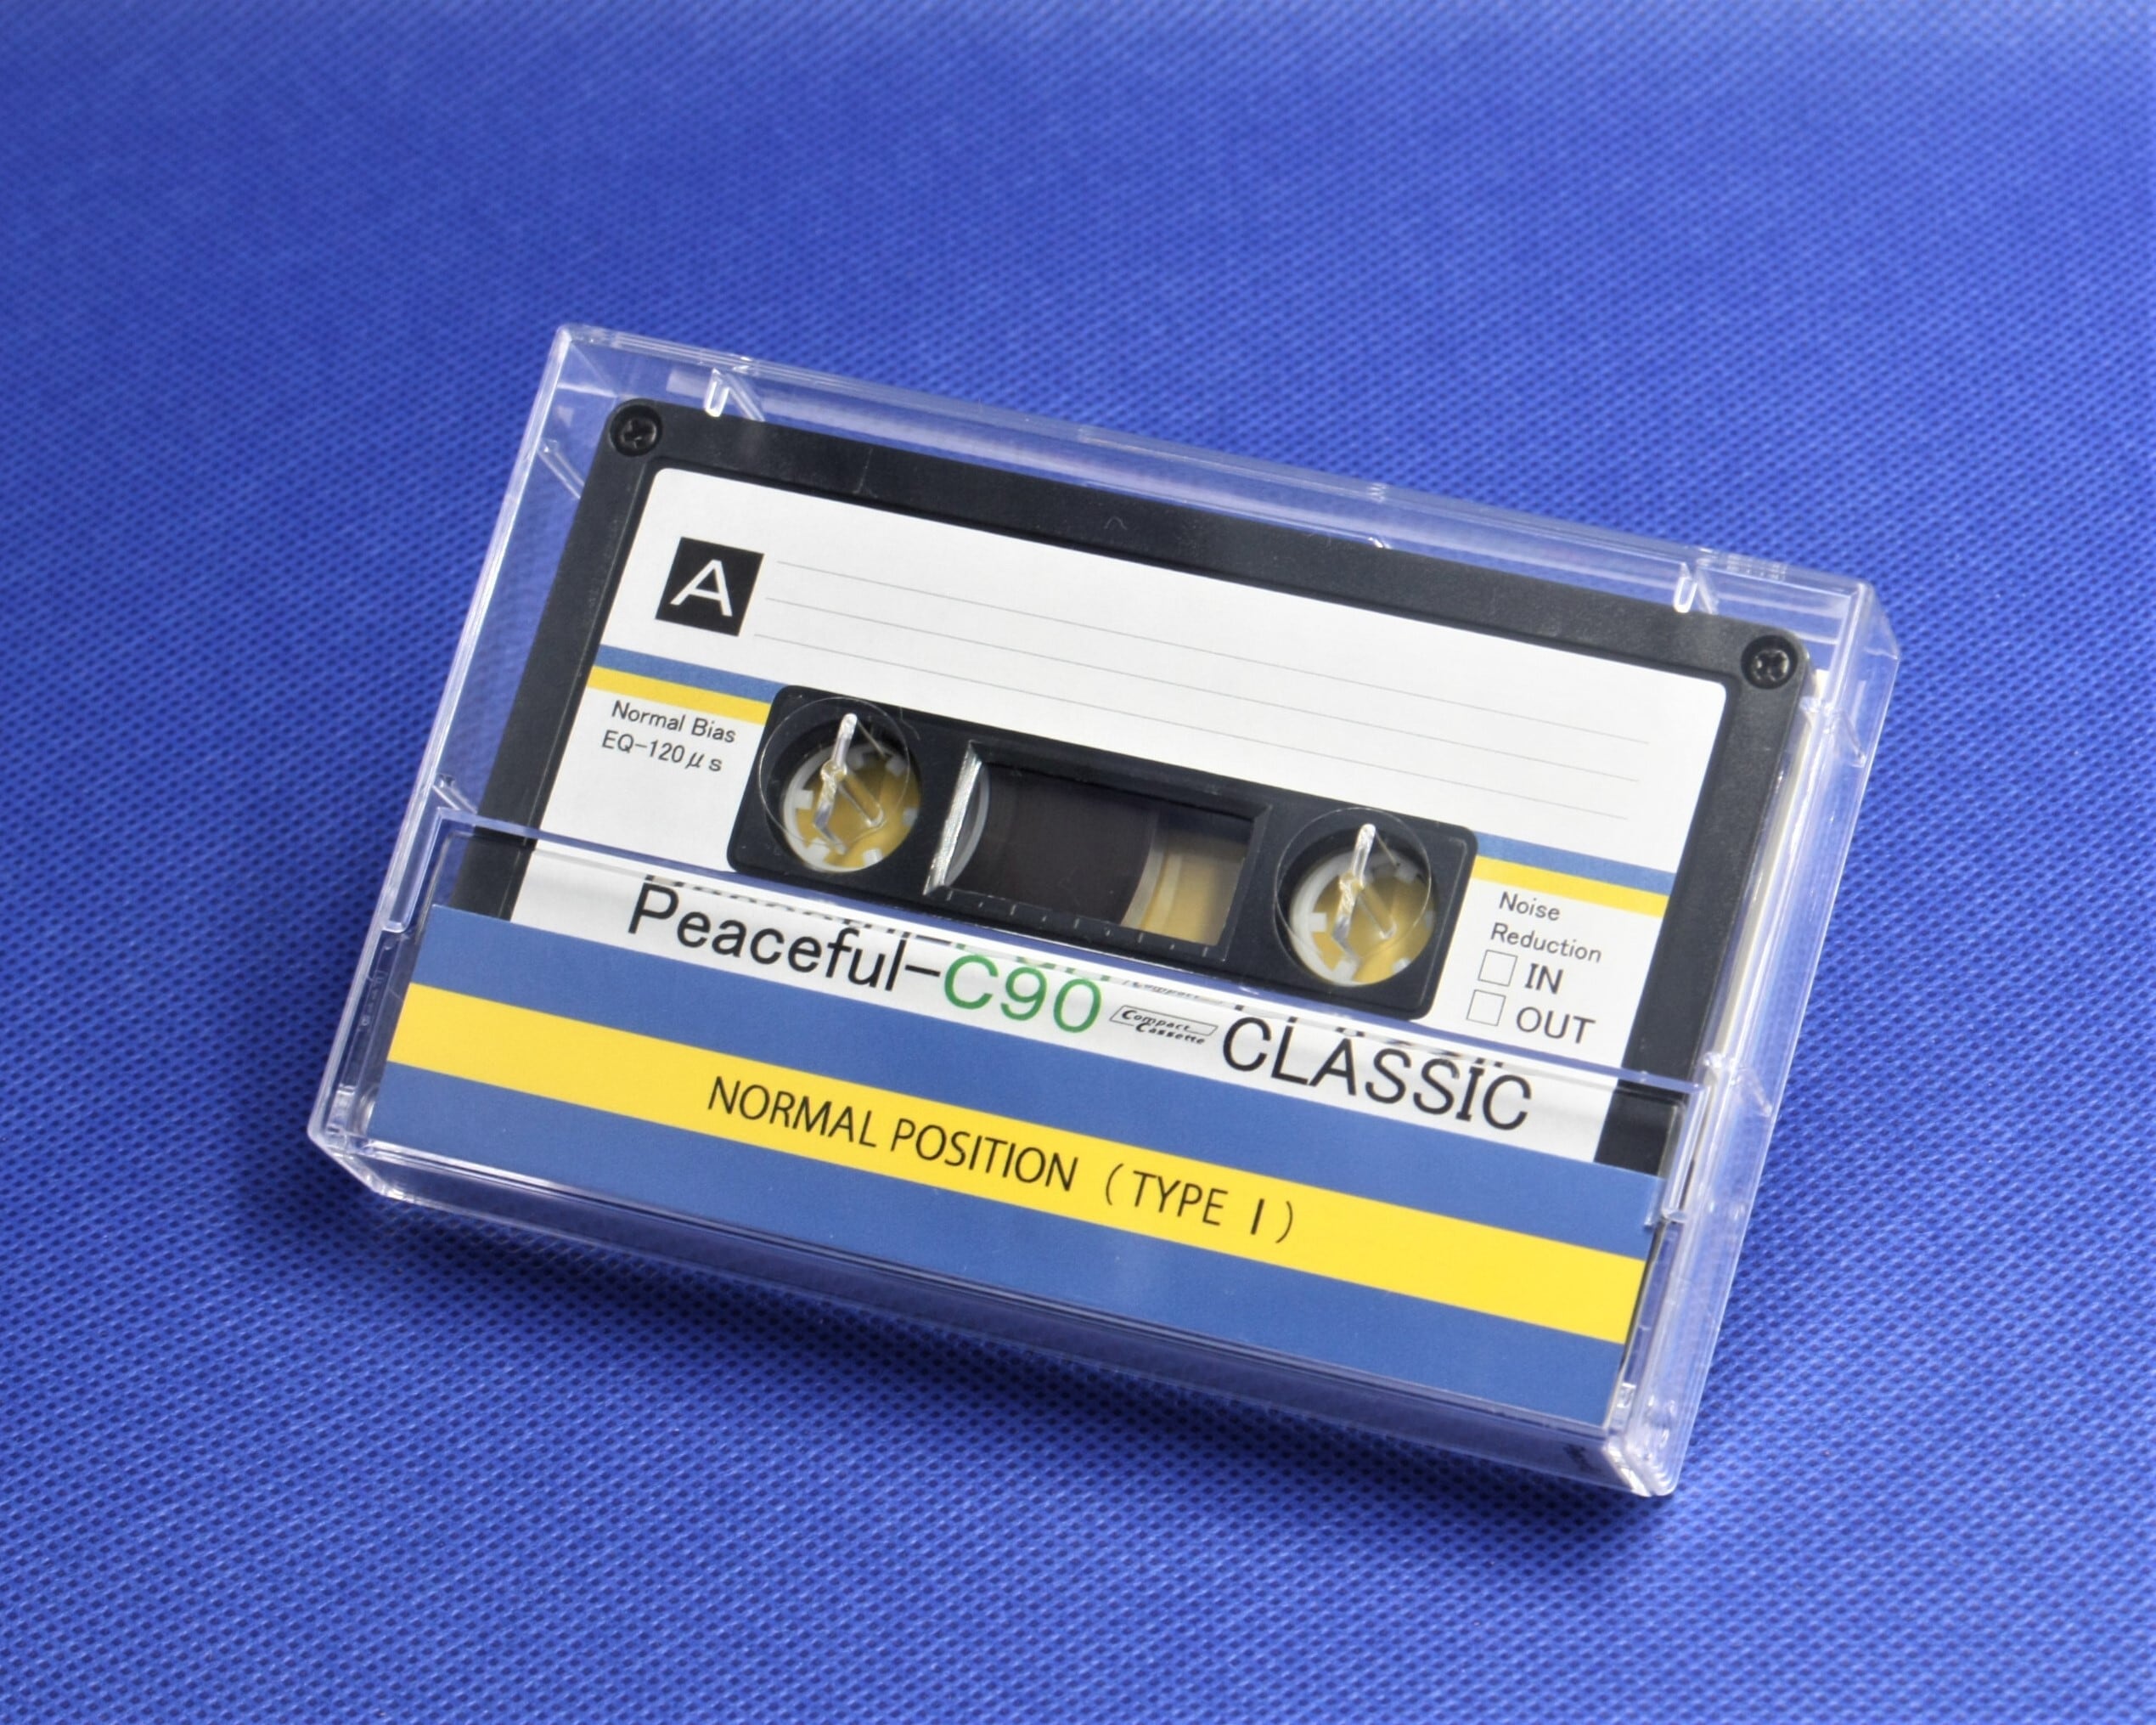 A
Normal Bias
EQ-120μs
Noise
Reduction
IN
OUT
Peaceful-C90 Compact Cassette CLASSIC
NORMAL POSITION (TYPE I)